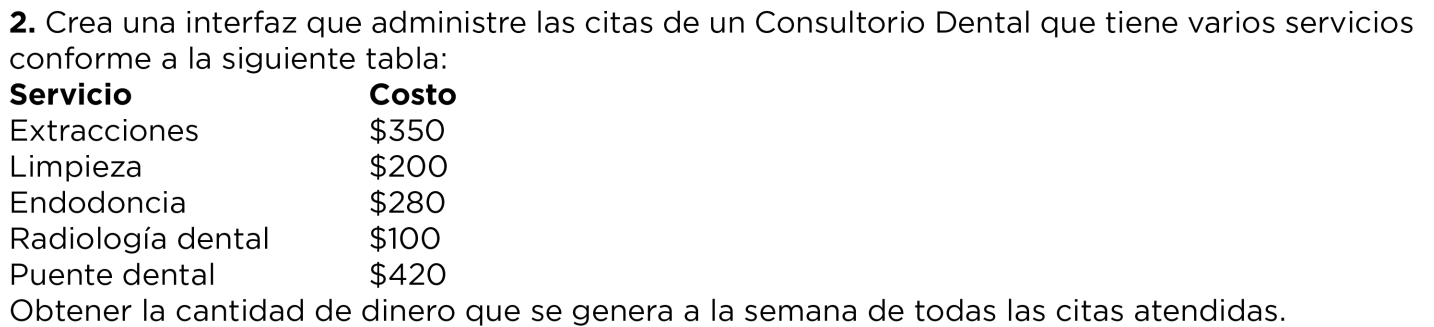 2. Crea una interfaz que administre las citas de un Consultorio Dental que tiene varios servicios
conforme a la siguiente tabla:
Servicio Costo
Extracciones $350
Limpieza $200
Endodoncia $280
Radiología dental $100
Puente dental $420
Obtener la cantidad de dinero que se genera a la semana de todas las citas atendidas.